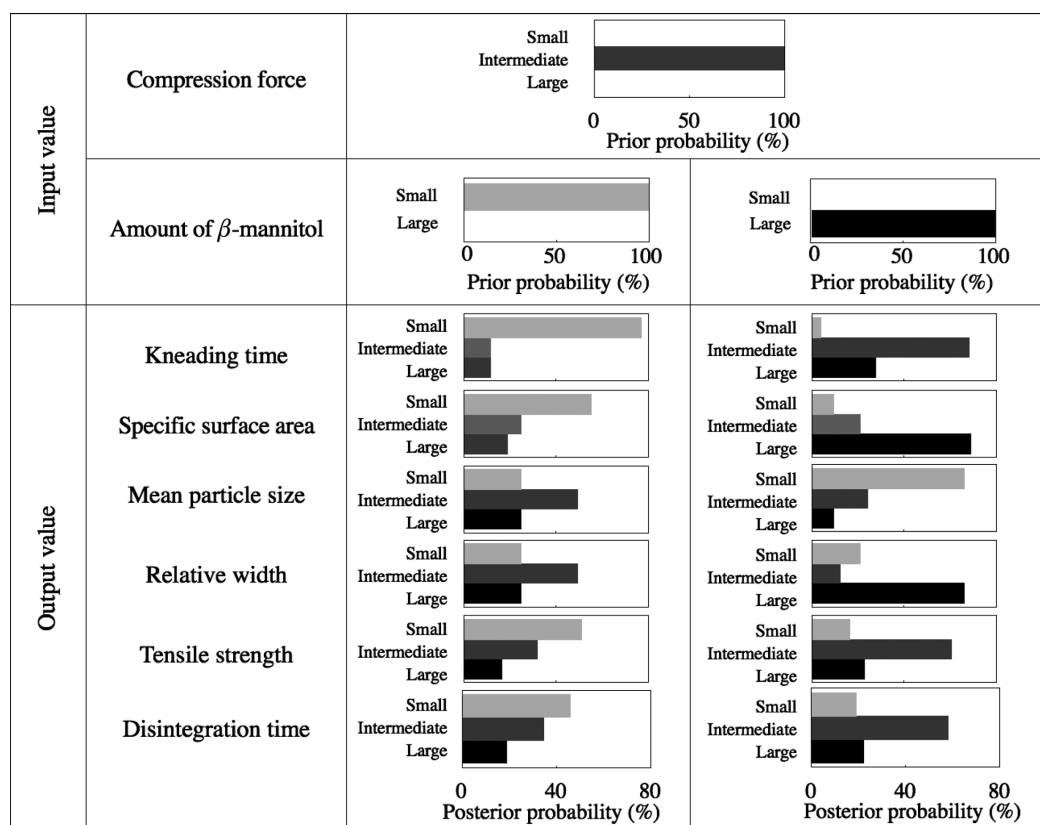 Input value
Compression force
Small
Intermediate
Large
0 50 100
Prior probability (%)
Amount of β-mannitol
Small
Large
0 50 100
Prior probability (%)
Small
Large
0 50 100
Prior probability (%)
Output value
Kneading time
Small
Intermediate
Large
Small
Intermediate
Large
Specific surface area
Small
Intermediate
Large
Small
Intermediate
Large
Mean particle size
Small
Intermediate
Large
Small
Intermediate
Large
Relative width
Small
Intermediate
Large
Small
Intermediate
Large
Tensile strength
Small
Intermediate
Large
Small
Intermediate
Large
Disintegration time
Small
Intermediate
Large
0 40 80
Posterior probability (%)
Small
Intermediate
Large
0 40 80
Posterior probability (%)